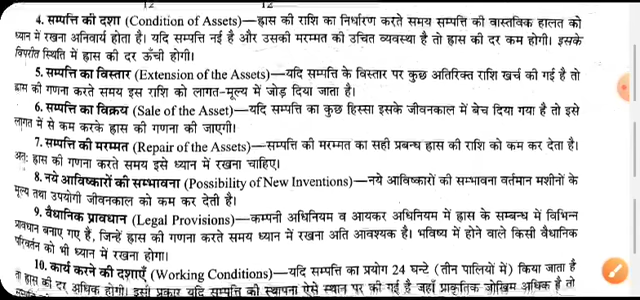 12 12
4. सम्पत्ति की दशा (Condition of Assets)—ह्रास की राशि का निर्धारण करते समय सम्पत्ति की वास्तविक हालत को
ध्यान में रखना अनिवार्य होता है। यदि सम्पत्ति नई है और उसकी मरम्मत की उचित व्यवस्था है तो ह्रास की दर कम होगी। इसके
विपरीत स्थिति में ह्रास की दर ऊँची होगी।
5. सम्पत्ति का विस्तार (Extension of the Assets)—यदि सम्पत्ति के विस्तार पर कुछ अतिरिक्त राशि खर्च की गई है तो
ह्रास की गणना करते समय इस राशि को लागत-मूल्य में जोड़ दिया जाता है।
6. सम्पत्ति का विक्रय (Sale of the Asset)—यदि सम्पत्ति का कुछ हिस्सा इसके जीवनकाल में बेच दिया गया है तो इसे
लागत में से कम करके ह्रास की गणना की जाएगी।
7. सम्पत्ति की मरम्मत (Repair of the Assets)—सम्पत्ति की मरम्मत का सही प्रबन्ध ह्रास की राशि को कम कर देता है।
अतः ह्रास की गणना करते समय इसे ध्यान में रखना चाहिए।
8. नये आविष्कारों की सम्भावना (Possibility of New Inventions)—नये आविष्कारों की सम्भावना वर्तमान मशीनों के
मूल्य तथा उपयोगी जीवनकाल को कम कर देती है।
9. वैधानिक प्रावधान (Legal Provisions)—कम्पनी अधिनियम व आयकर अधिनियम में ह्रास के सम्बन्ध में विभिन्न
प्रावधान बनाए गए हैं, जिन्हें ह्रास की गणना करते समय ध्यान में रखना अति आवश्यक है। भविष्य में होने वाले किसी वैधानिक
परिवर्तन को भी ध्यान में रखना होगा।
10. कार्य करने की दशाएँ (Working Conditions)—यदि सम्पत्ति का प्रयोग 24 घन्टे (तीन पालियों में) किया जाता है
तो ह्रास की दर अधिक होगी। इसी प्रकार यदि सम्पत्ति की स्थापना ऐसे स्थान पर की गई है जहाँ प्राकृतिक जोखिम अधिक है तो